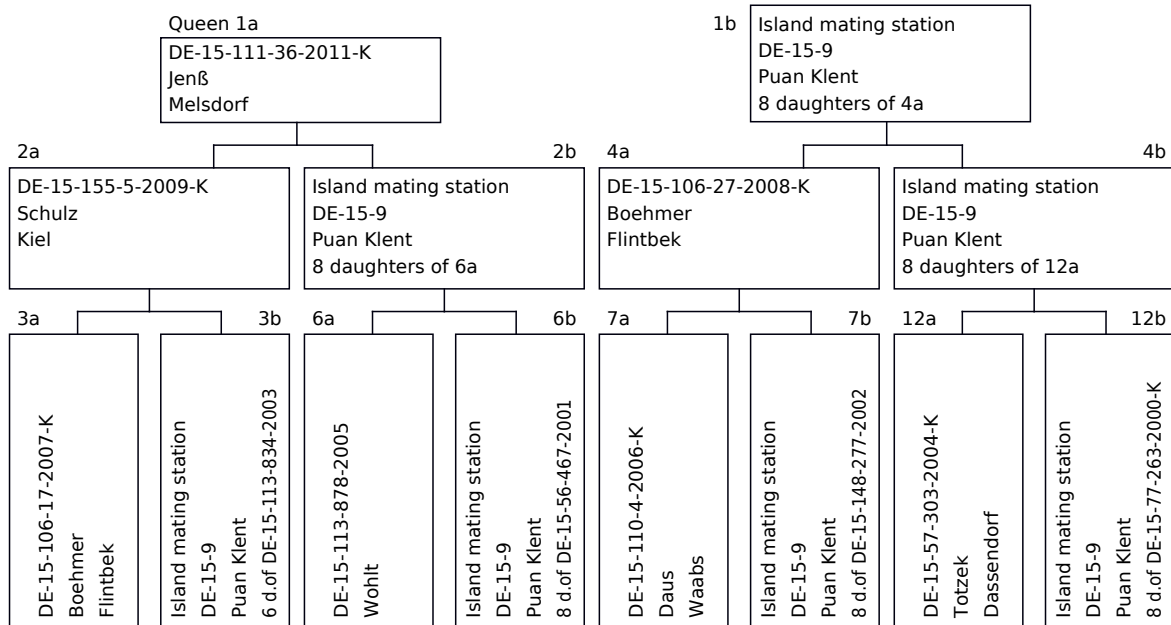 Queen 1a
DE-15-111-36-2011-K
Jenß
Melsdorf
1b
Island mating station
DE-15-9
Puan Klent
8 daughters of 4a
2a
DE-15-155-5-2009-K
Schulz
Kiel
2b
Island mating station
DE-15-9
Puan Klent
8 daughters of 6a
4a
DE-15-106-27-2008-K
Boehmer
Flintbek
4b
Island mating station
DE-15-9
Puan Klent
8 daughters of 12a
3a
DE-15-106-17-2007-K
Boehmer
Flintbek
3b
Island mating station
DE-15-9
Puan Klent
6 d.of DE-15-113-834-2003
6a
DE-15-113-878-2005
Wohlt
6b
Island mating station
DE-15-9
Puan Klent
8 d.of DE-15-56-467-2001
7a
DE-15-110-4-2006-K
Daus
Waabs
7b
Island mating station
DE-15-9
Puan Klent
8 d.of DE-15-148-277-2002
12a
DE-15-57-303-2004-K
Totzek
Dassendorf
12b
Island mating station
DE-15-9
Puan Klent
8 d.of DE-15-77-263-2000-K